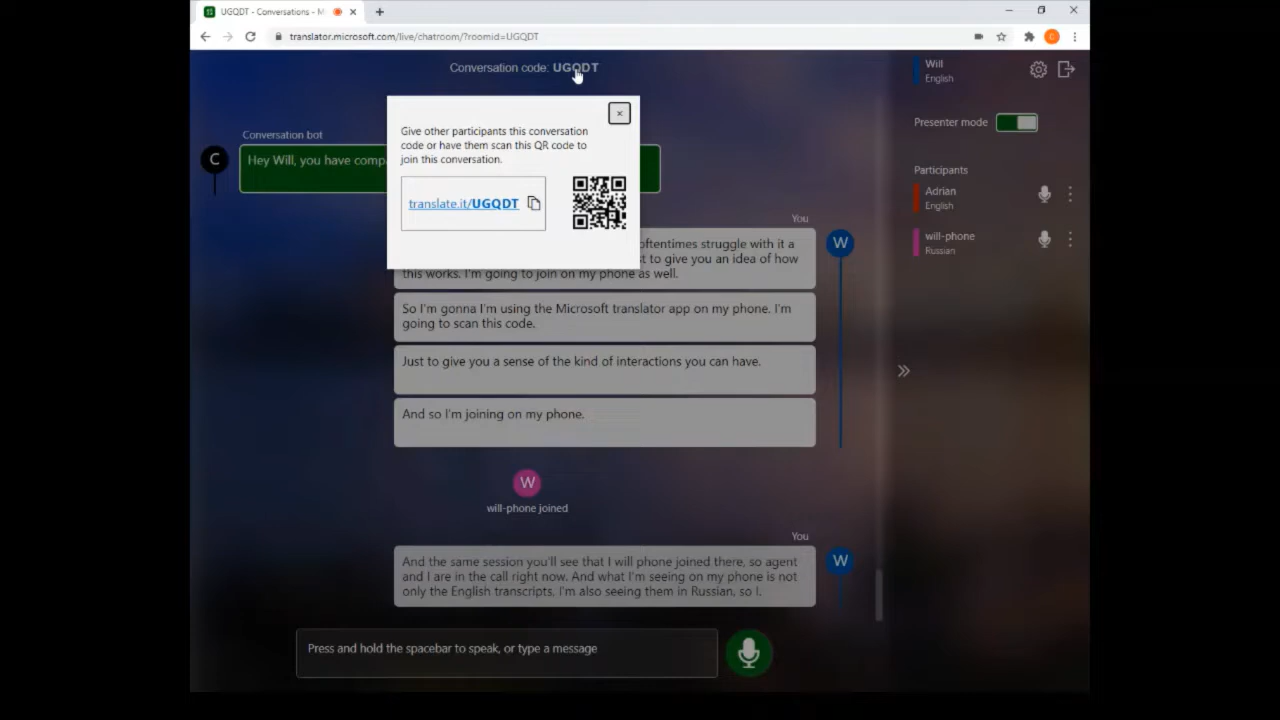 UGQDT - Conversations - M
translator.microsoft.com/live/chatroom/?roomid=UGQDT
C
Conversation code: UGQDT
Will
English
Give other participants this conversation
code or have them scan this QR code to
join this conversation.
translate.it/UGQDT
Presenter mode
Conversation bot
C
Hey Will, you have comp
Participants
Adrian
English
will-phone
Russian
You
W
oftentimes struggle with it a
st to give you an idea of how
this works. I'm going to join on my phone as well.
So I'm gonna I'm using the Microsoft translator app on my phone. I'm
going to scan this code.
Just to give you a sense of the kind of interactions you can have.
And so I'm joining on my phone.
W
will-phone joined
You
W
And the same session you'll see that I will phone joined there, so agent
and I are in the call right now. And what I'm seeing on my phone is not
only the English transcripts, I'm also seeing them in Russian, so I.
Press and hold the spacebar to speak, or type a message